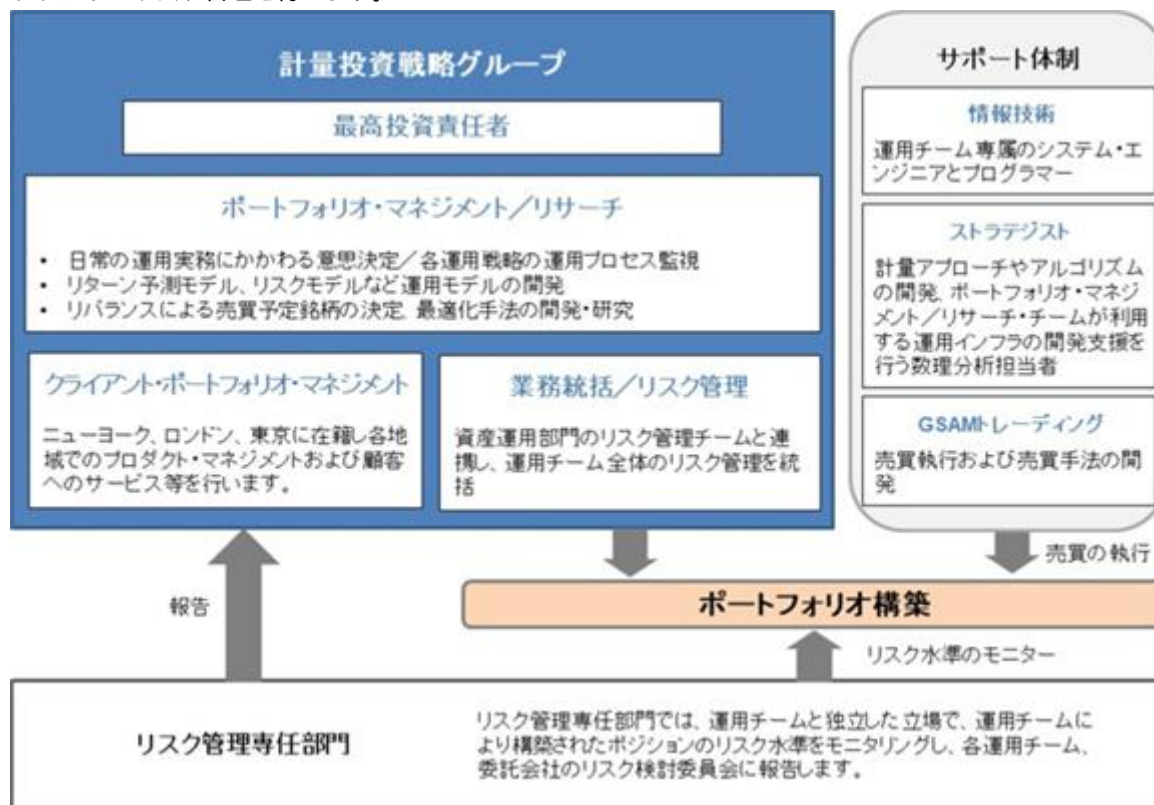 計量投資戦略グループ
最高投資責任者
ポートフォリオ・マネジメント／リサーチ
• 日常の運用実務にかかわる意思決定／各運用戦略の運用プロセス監視
• リターン予測モデル、リスクモデルなど運用モデルの開発
• リバランスによる売買予定銘柄の決定、最適化手法の開発・研究
クライアント・ポートフォリオ・マネジメント
ニューヨーク、ロンドン、東京に在籍し各地
域でのプロダクト・マネジメントおよび顧客
へのサービス等を行います。
業務統括／リスク管理
資産運用部門のリスク管理チームと連
携し、運用チーム全体のリスク管理を統
括
サポート体制
情報技術
運用チーム専属のシステム・エ
ンジニアとプログラマー
ストラテジスト
計量アプローチやアルゴリズム
の開発、ポートフォリオ・マネジ
メント／リサーチ・チームが利用
する運用インフラの開発支援を
行う数理分析担当者
GSAMトレーディング
売買執行および売買手法の開
発
売買の執行
報告
ポートフォリオ構築
リスク水準のモニター
リスク管理専任部門
リスク管理専任部門では、運用チームと独立した立場で、運用チームに
より構築されたポジションのリスク水準をモニタリングし、各運用チーム、
委託会社のリスク検討委員会に報告します。